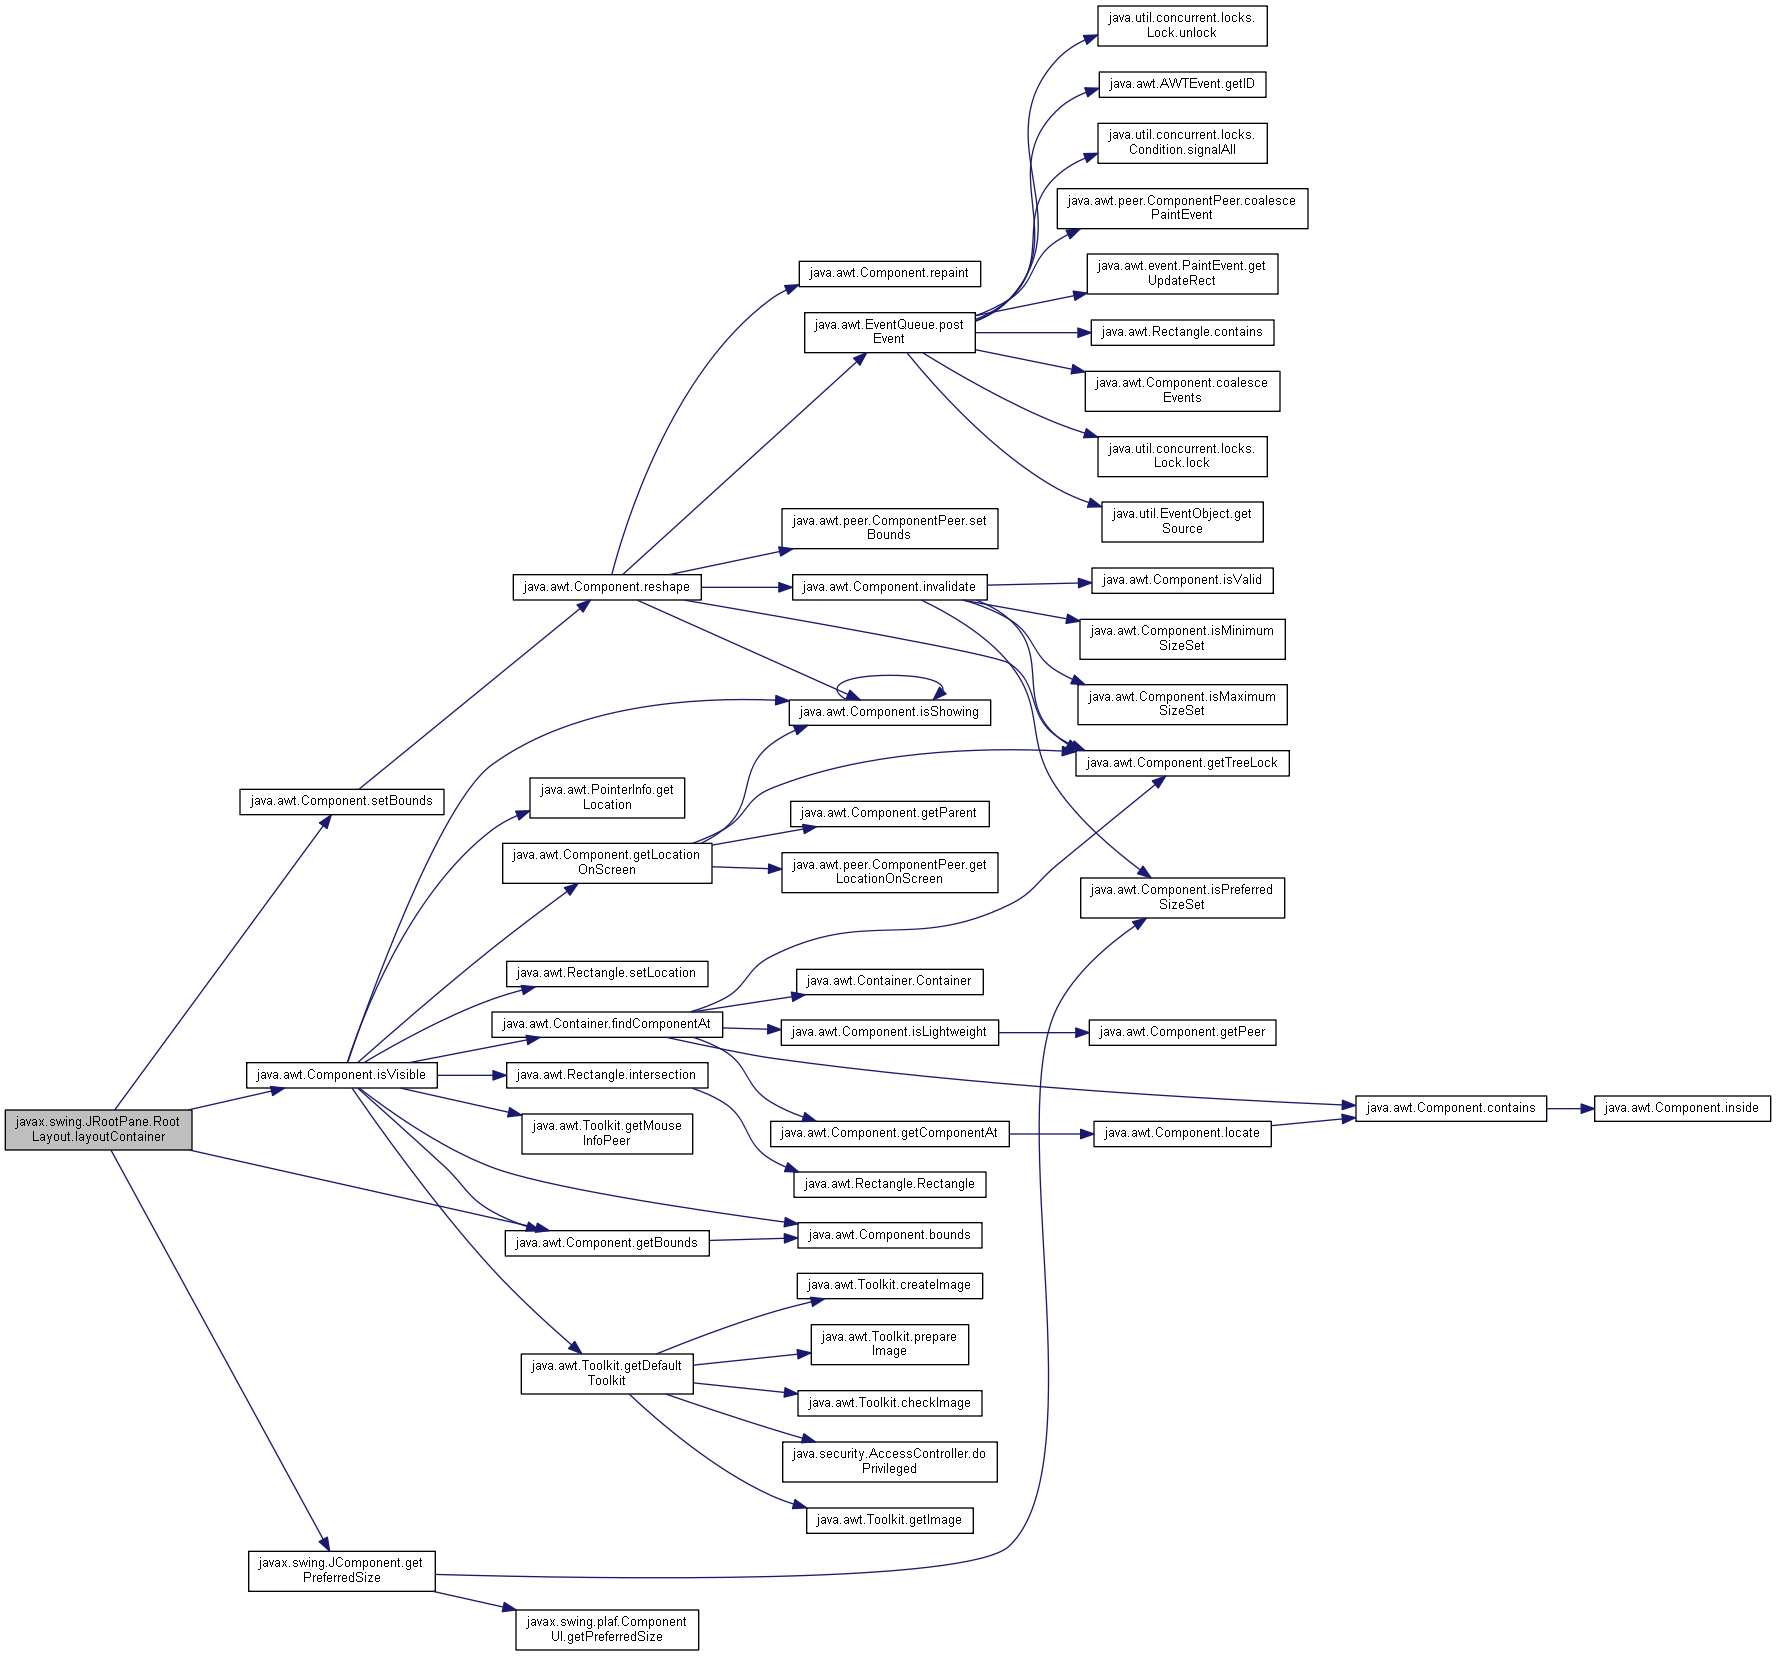 java.util.concurrent.locks.
Lock.unlock
java.awt.AWTEvent.getID
java.util.concurrent.locks.
Condition.signalAll
java.awt.peer.ComponentPeer.coalesce
PaintEvent
java.awt.Component.repaint
java.awt.event.PaintEvent.get
UpdateRect
java.awt.EventQueue.post
Event
java.awt.Rectangle.contains
java.awt.Component.coalesce
Events
java.util.concurrent.locks.
Lock.lock
java.util.EventObject.get
Source
java.awt.peer.ComponentPeer.set
Bounds
java.awt.Component.reshape
java.awt.Component.invalidate
java.awt.Component.isValid
java.awt.Component.isMinimum
SizeSet
java.awt.Component.isMaximum
SizeSet
java.awt.Component.isShowing
java.awt.Component.getTreeLock
java.awt.Component.setBounds
java.awt.PointerInfo.get
Location
java.awt.Component.getParent
java.awt.Component.getLocation
OnScreen
java.awt.peer.ComponentPeer.get
LocationOnScreen
java.awt.Component.isPreferred
SizeSet
java.awt.Rectangle.setLocation
java.awt.Container.Container
java.awt.Container.findComponentAt
java.awt.Component.isLightweight
java.awt.Component.getPeer
java.awt.Component.isVisible
java.awt.Rectangle.intersection
java.awt.Component.contains
java.awt.Component.inside
javax.swing.JRootPane.Root
Layout.layoutContainer
java.awt.Toolkit.getMouse
InfoPeer
java.awt.Component.getComponentAt
java.awt.Component.locate
java.awt.Rectangle.Rectangle
java.awt.Component.getBounds
java.awt.Component.bounds
java.awt.Toolkit.createImage
java.awt.Toolkit.prepare
Image
java.awt.Toolkit.getDefault
Toolkit
java.awt.Toolkit.checkImage
java.security.AccessController.do
Privileged
java.awt.Toolkit.getImage
javax.swing.JComponent.get
PreferredSize
javax.swing.plaf.Component
UI.getPreferredSize